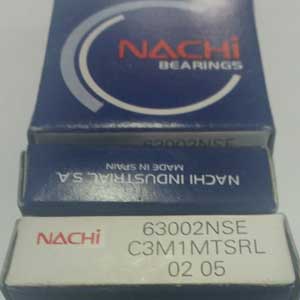 NACHi
BEARINGS
63002NSE
NACHI INDUSTRIAL, S.A.
MADE IN SPAIN
NACHi
63002NSE
C3M1MTSRL
02 05